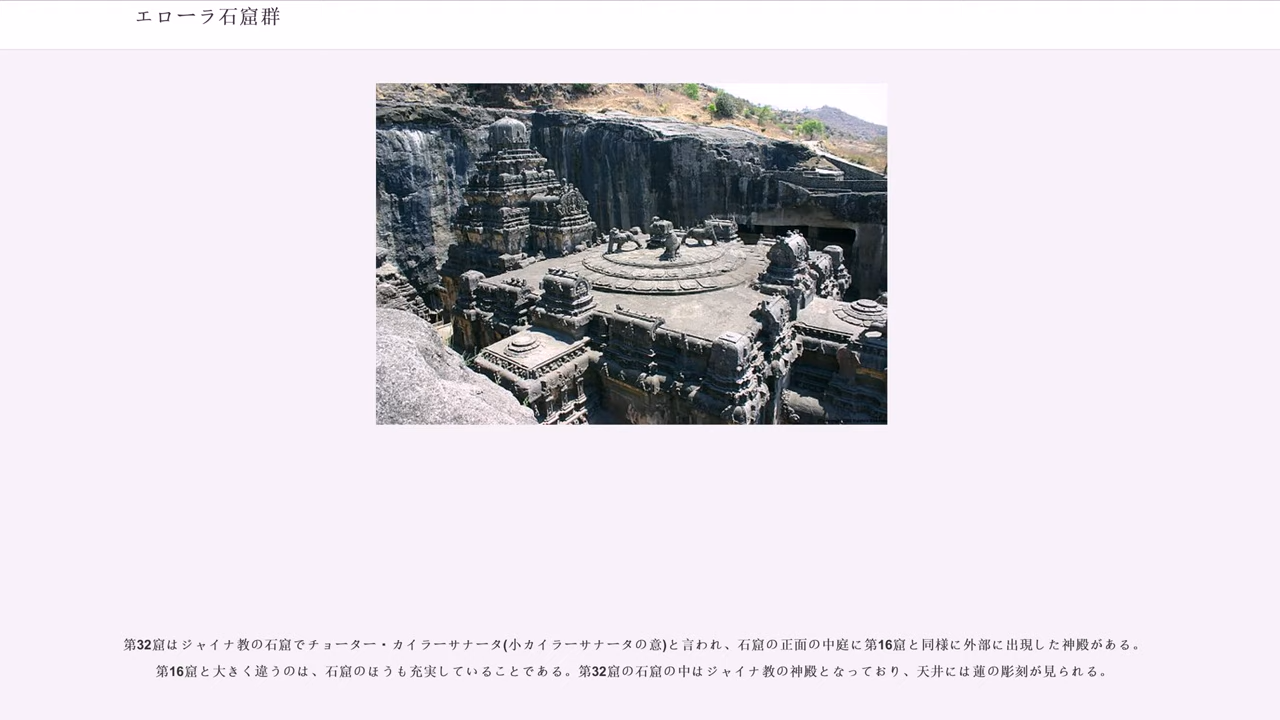 エローラ石窟群
第32窟はジャイナ教の石窟でチョーター・カイラーサナータ(小カイラーサナータの意)と言われ、石窟の正面の中庭に第16窟と同様に外部に出現した神殿がある。
第16窟と大きく違うのは、石窟のほうも充実していることである。第32窟の石窟の中はジャイナ教の神殿となっており、天井には蓮の彫刻が見られる。